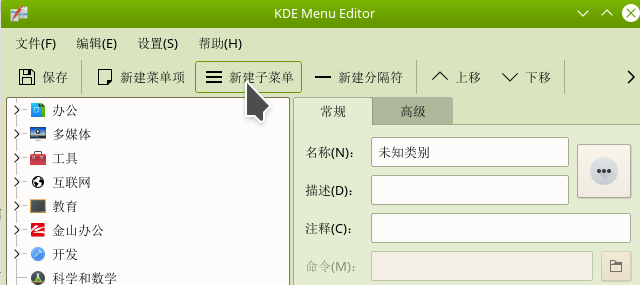 KDE Menu Editor
文件(F) 编辑(E) 设置(S) 帮助(H)
保存 新建菜单项 新建子菜单 新建分隔符 上移 下移
办公
多媒体
工具
互联网
教育
金山办公
开发
科学和数学
常规 高级
名称(N)： 未知类别
描述(D)：
注释(C)：
命令(M)：